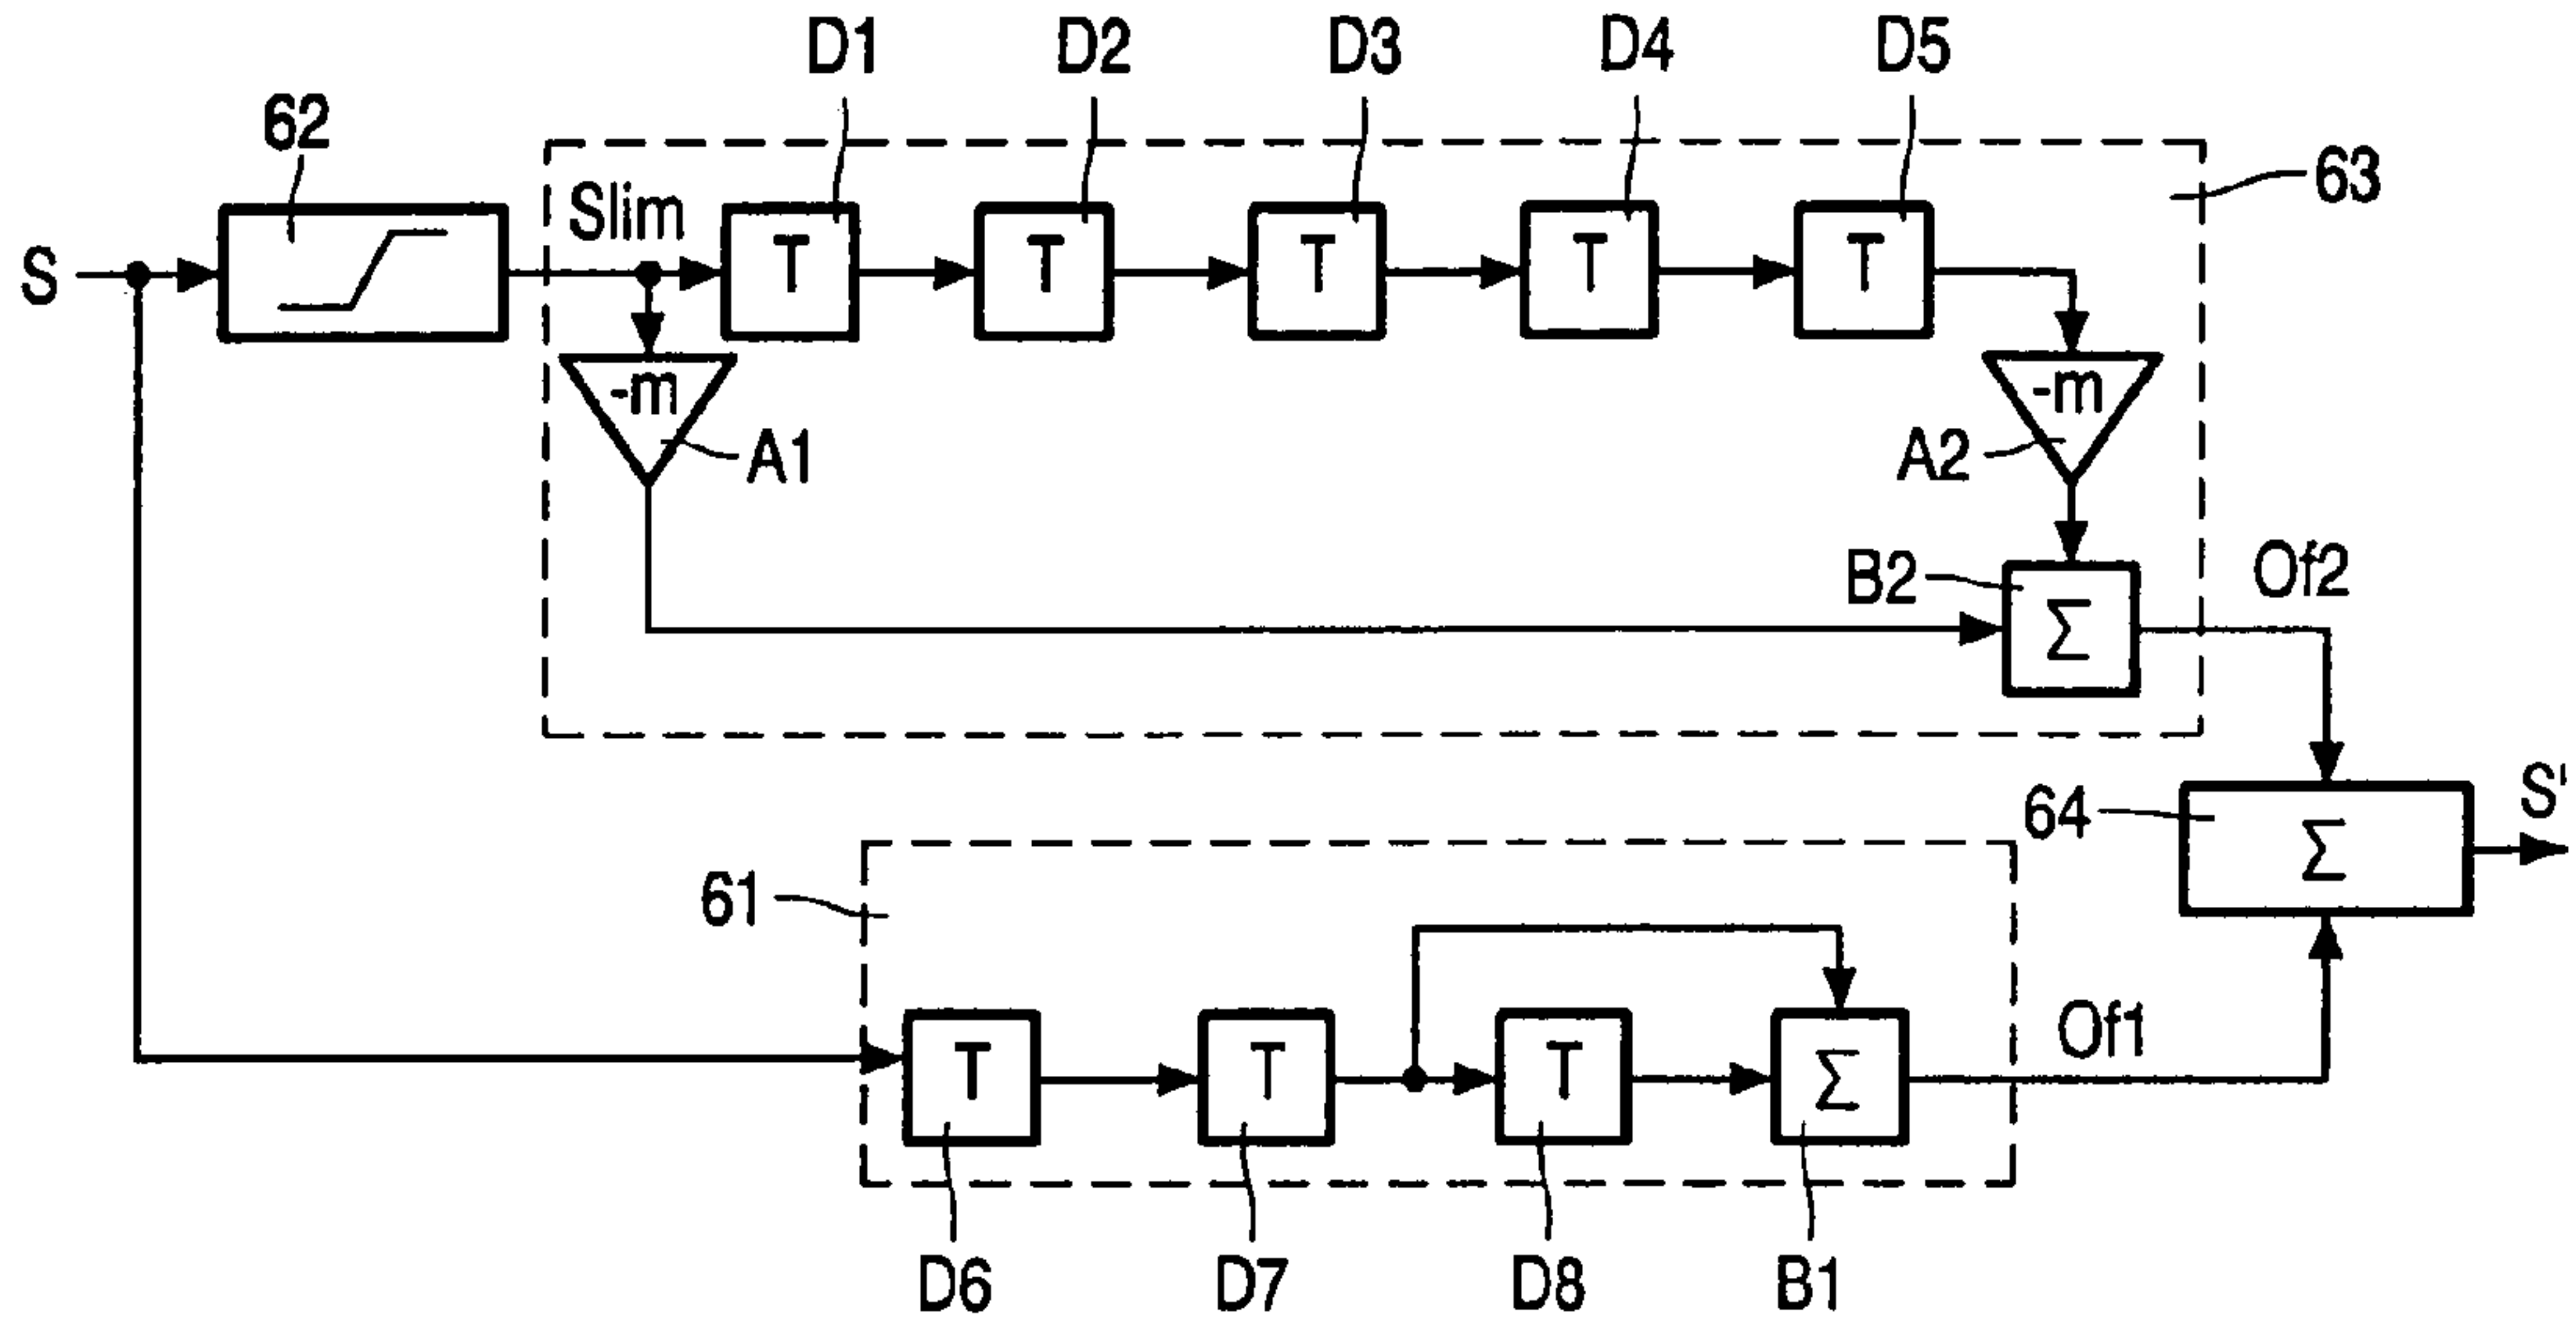 D1 D2 D3 D4 D5
62
63
Slim
S
T T T T T
-m -m
A1 A2
B2 Of2
Σ
64 S'
Σ
61
Of1
T T T Σ
D6 D7 D8 B1